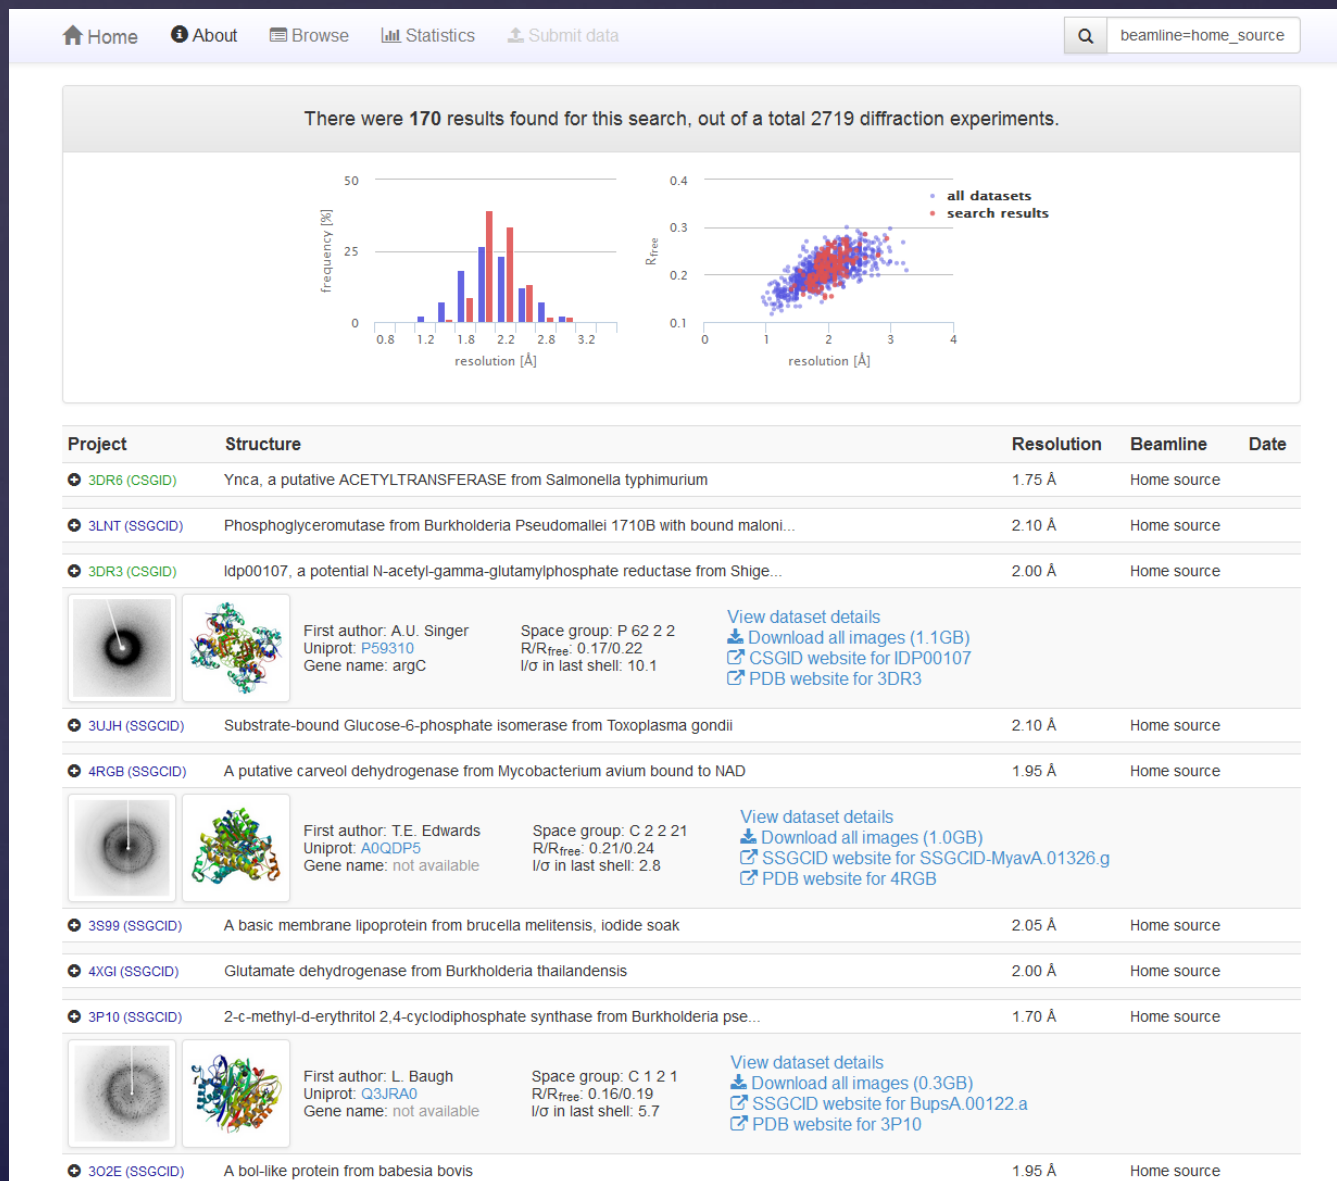 Home About Browse Statistics Submit data beamline=home_source
There were 170 results found for this search, out of a total 2719 diffraction experiments.
50
25
0
frequency [%]
0.8 1.2 1.8 2.2 2.8 3.2
resolution [Å]
0.4
0.3
0.2
0.1
Rfree
0 1 2 3 4
resolution [Å]
all datasets
search results
Project Structure Resolution Beamline Date
3DR6 (CSGID) Ynca, a putative ACETYLTRANSFERASE from Salmonella typhimurium 1.75 Å Home source
3LNT (SSGCID) Phosphoglyceromutase from Burkholderia Pseudomallei 1710B with bound maloni... 2.10 Å Home source
3DR3 (CSGID) Idp00107, a potential N-acetyl-gamma-glutamylphosphate reductase from Shige... 2.00 Å Home source
First author: A.U. Singer
Uniprot: P59310
Gene name: argC
Space group: P 62 2 2
R/Rfree: 0.17/0.22
I/σ in last shell: 10.1
View dataset details
Download all images (1.1GB)
CSGID website for IDP00107
PDB website for 3DR3
3UJH (SSGCID) Substrate-bound Glucose-6-phosphate isomerase from Toxoplasma gondii 2.10 Å Home source
4RGB (SSGCID) A putative carveol dehydrogenase from Mycobacterium avium bound to NAD 1.95 Å Home source
First author: T.E. Edwards
Uniprot: A0QDP5
Gene name: not available
Space group: C 2 2 21
R/Rfree: 0.21/0.24
I/σ in last shell: 2.8
View dataset details
Download all images (1.0GB)
SSGCID website for SSGCID-MyavA.01326.g
PDB website for 4RGB
3S99 (SSGCID) A basic membrane lipoprotein from brucella melitensis, iodide soak 2.05 Å Home source
4XGI (SSGCID) Glutamate dehydrogenase from Burkholderia thailandensis 2.00 Å Home source
3P10 (SSGCID) 2-c-methyl-d-erythritol 2,4-cyclodiphosphate synthase from Burkholderia pse... 1.70 Å Home source
First author: L. Baugh
Uniprot: Q3JRA0
Gene name: not available
Space group: C 1 2 1
R/Rfree: 0.16/0.19
I/σ in last shell: 5.7
View dataset details
Download all images (0.3GB)
SSGCID website for BupsA.00122.a
PDB website for 3P10
3O2E (SSGCID) A bol-like protein from babesia bovis 1.95 Å Home source